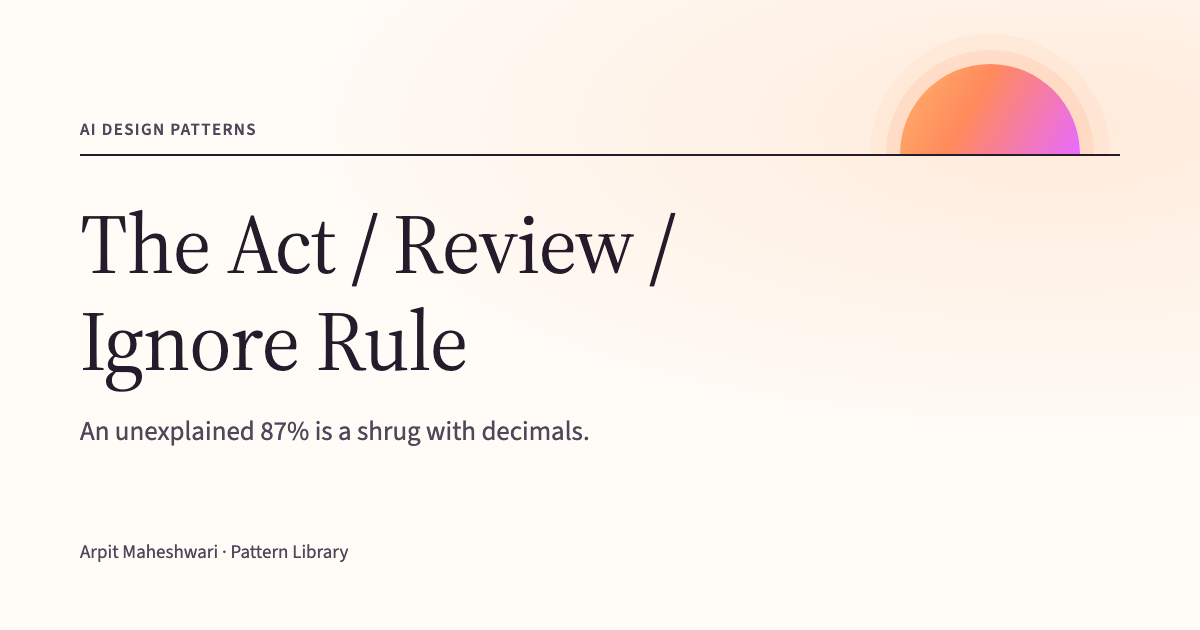 AI DESIGN PATTERNS
The Act / Review /
Ignore Rule
An unexplained 87% is a shrug with decimals.
Arpit Maheshwari · Pattern Library